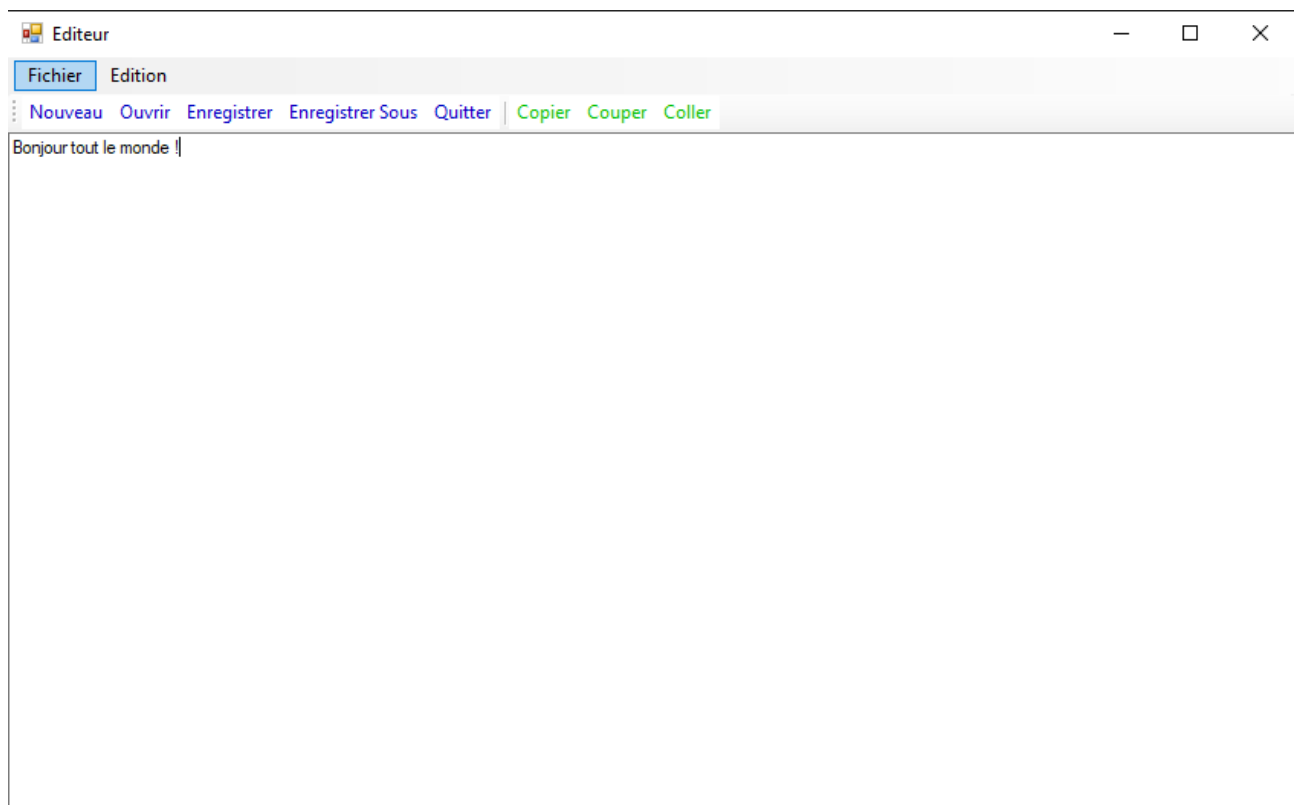 Editeur
Fichier Edition
Nouveau Ouvrir Enregistrer Enregistrer Sous Quitter Copier Couper Coller
Bonjour tout le monde !